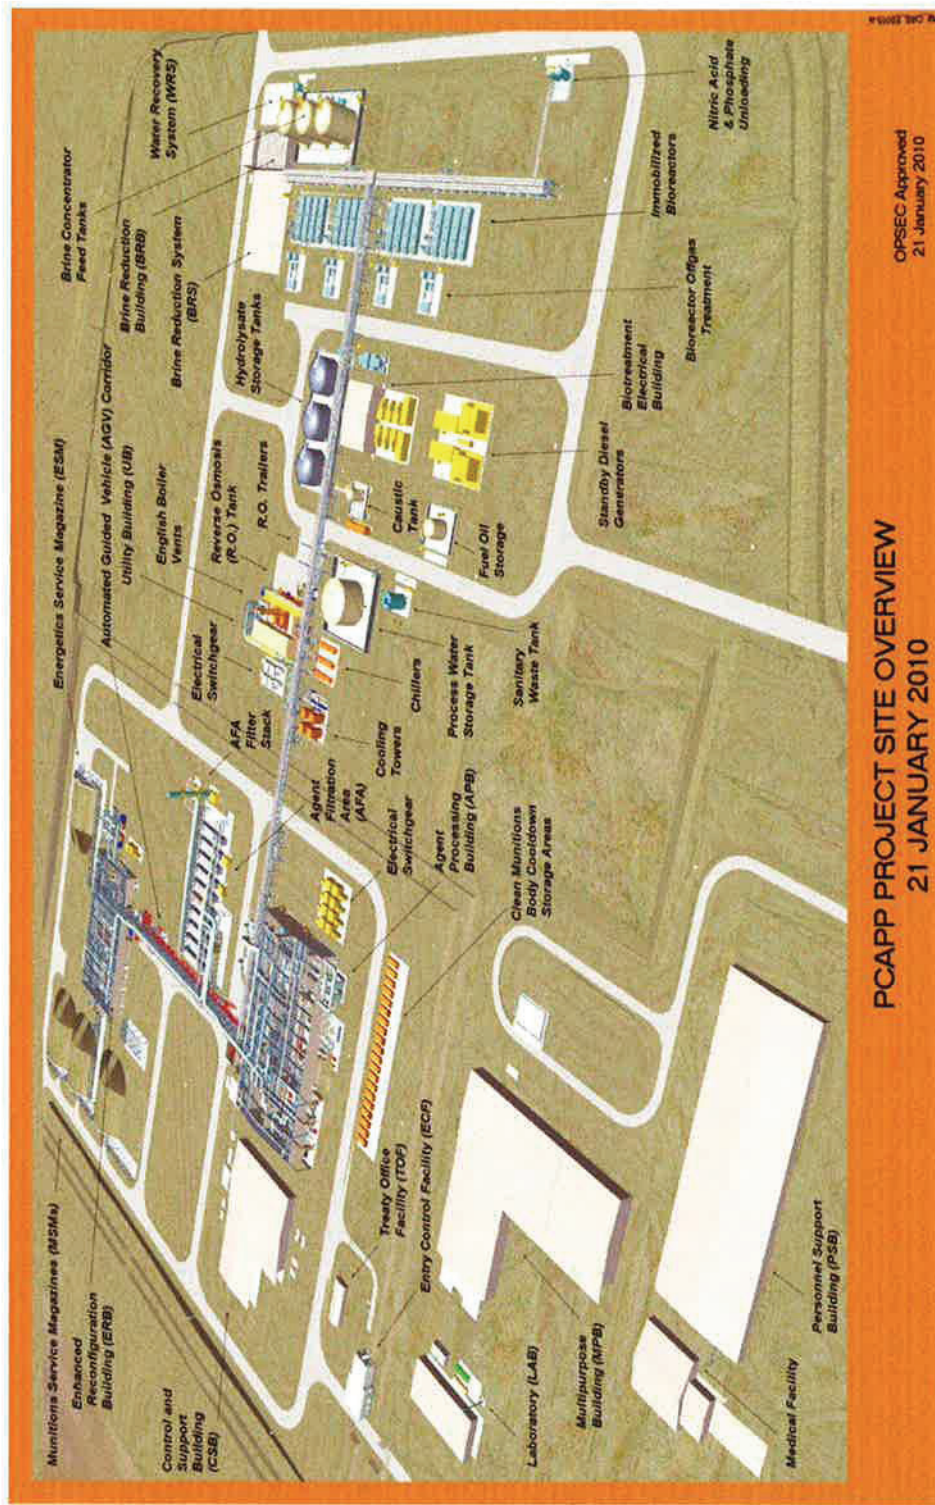 Munitions Service Magazines (MSMs)
Enhanced
Reconfiguration
Building (ERB)
Control and
Support
Building
(CSB)
Energetics Service Magazine (ESM)
Automated Guided Vehicle (AGV) Corridor
Utility Building (UB)
English Boiler
Vents
Reverse Osmosis
(R.O.) Tank
R.O. Trailers
Electrical
Switchgear
AFA
Filter
Stack
Agent
Filtration
Area
(AFA)
Electrical
Switchgear
Agent
Processing
Building (APB)
Clean Munitions
Body Cooldown
Storage Areas
Brine Concentrator
Feed Tanks
Water Recovery
System (WRS)
Brine Reduction
Building (BRB)
Brine Reduction System
(BRS)
Hydrolysate
Storage Tanks
Cooling
Towers
Chillers
Process Water
Storage Tank
Sanitary
Waste Tank
Caustic
Tank
Fuel Oil
Storage
Standby Diesel
Generators
Biotreatment
Electrical
Building
Bioreactor Offgas
Treatment
Immobilized
Bioreactors
Nitric Acid
& Phosphate
Unloading
Treaty Office
Facility (TOF)
Entry Control Facility (ECF)
Laboratory (LAB)
Multipurpose
Building (MPB)
Medical Facility
Personnel Support
Building (PSB)
PCAPP PROJECT SITE OVERVIEW
21 JANUARY 2010
OPSEC Approved
21 January 2010